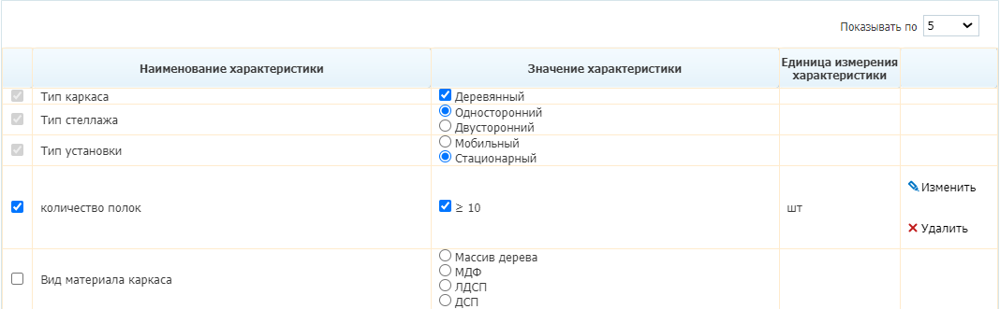 Показывать по 5
Наименование характеристики Значение характеристики Единица измерения характеристики
Тип каркаса Деревянный
Тип стеллажа Односторонний
Двусторонний
Тип установки Мобильный
Стационарный
Изменить
количество полок ≥ 10 шт
Удалить
Массив дерева
Вид материала каркаса МДФ
ЛДСП
ДСП